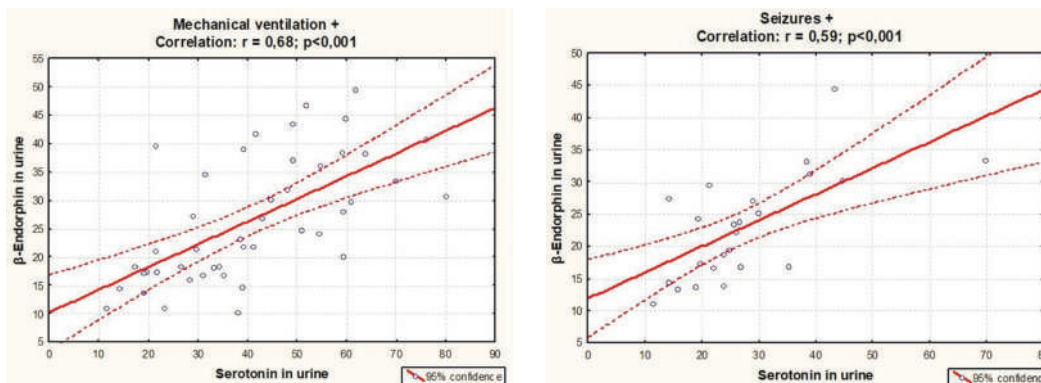 Mechanical ventilation +
Correlation: r = 0,68; p<0,001
β-Endorphin in urine
55
50
45
40
35
30
25
20
15
10
5
0 10 20 30 40 50 60 70 80 90
Serotonin in urine
95% confidence
Seizures +
Correlation: r = 0,59; p<0,001
β-Endorphin in urine
50
45
40
35
30
25
20
15
10
5
0 10 20 30 40 50 60 70 80
Serotonin in urine
95% confidence